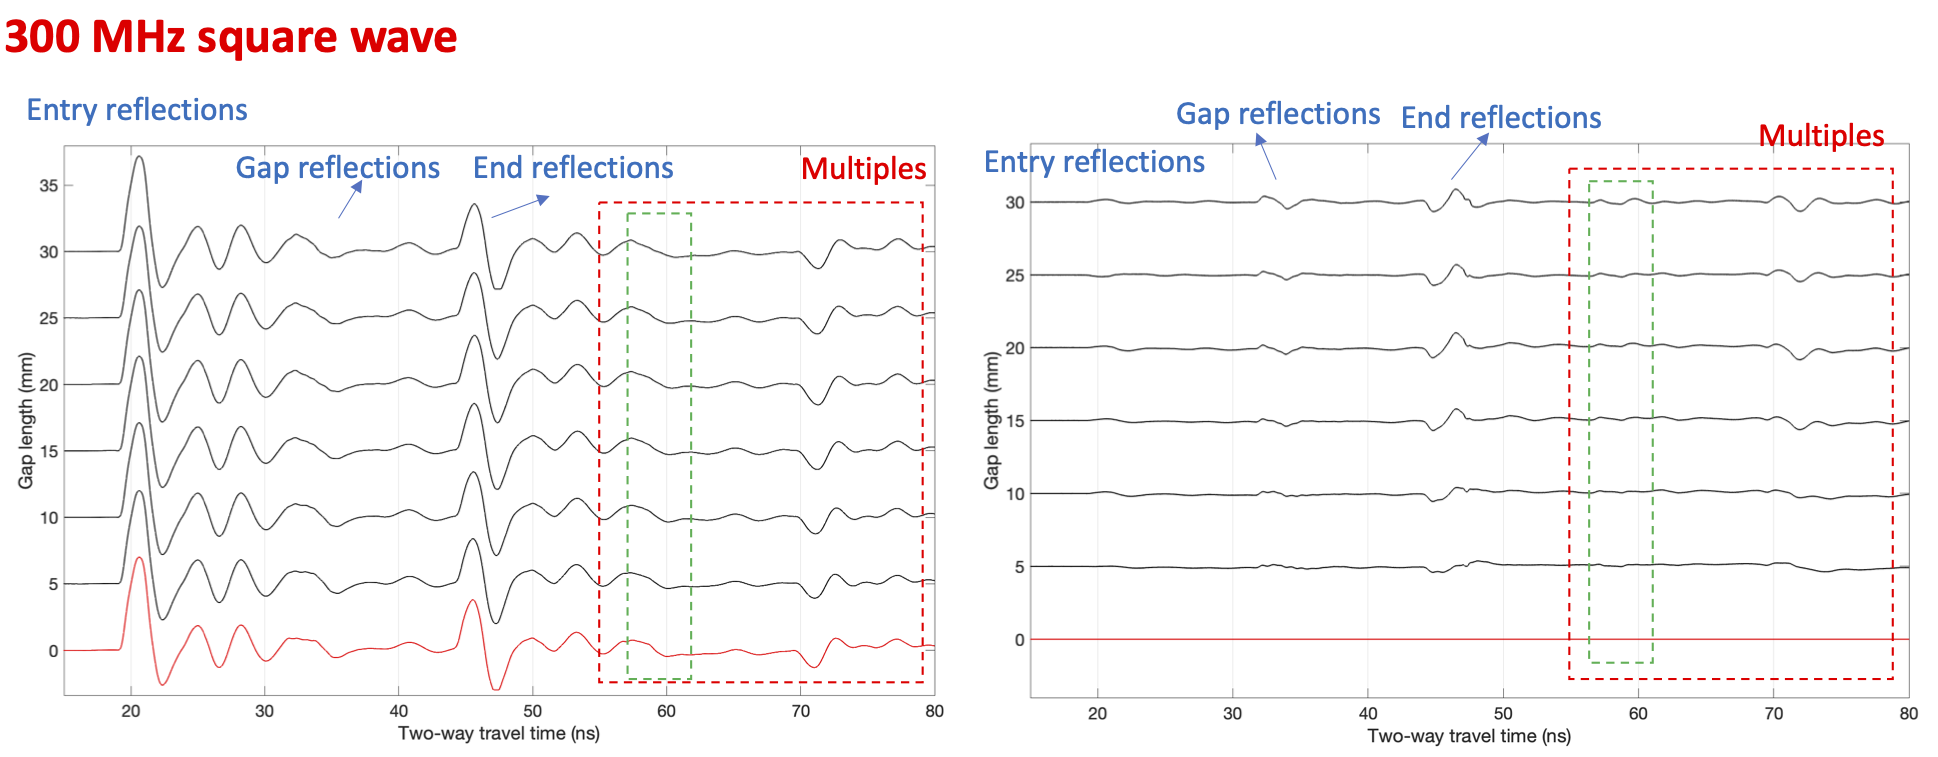 300 MHz square wave
Entry reflections
Gap reflections
End reflections
Multiples
35
30
25
20
15
10
5
0
Gap length (mm)
20
30
40
50
60
70
80
Two-way travel time (ns)
Gap reflections
End reflections
Multiples
Entry reflections
30
25
20
15
10
5
0
Gap length (mm)
20
30
40
50
60
70
80
Two-way travel time (ns)